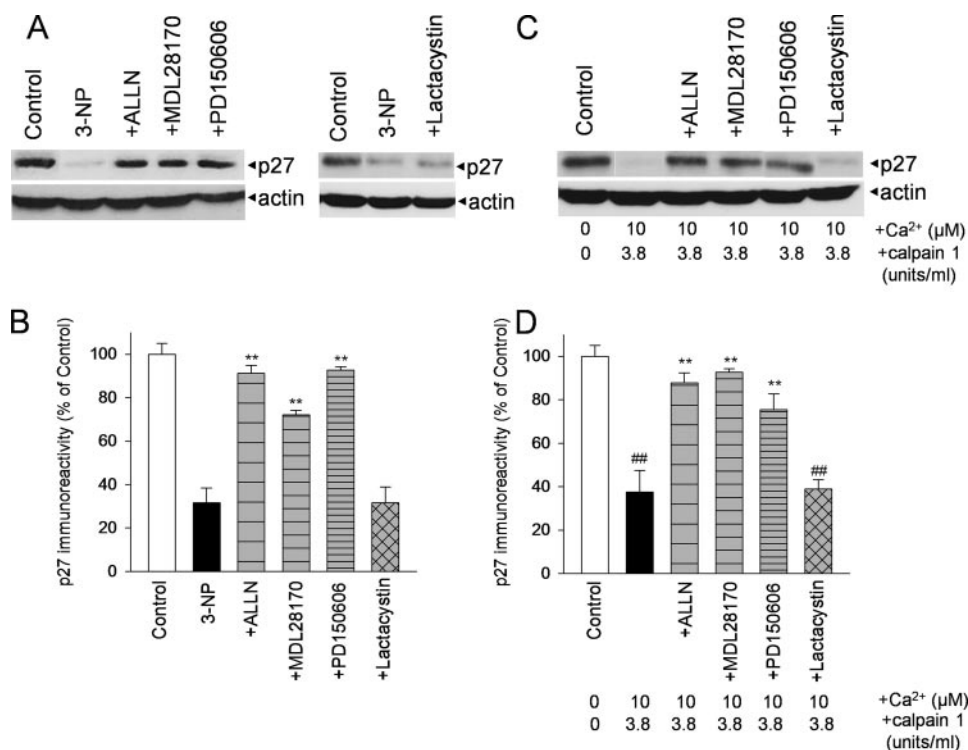 A
Control
3-NP
+ALLN
+MDL28170
+PD150606
Control
3-NP
+Lactacystin
p27
actin
p27
actin
C
Control
+ALLN
+MDL28170
+PD150606
+Lactacystin
p27
actin
0 10 10 10 10 10 +Ca²⁺ (µM)
0 3.8 3.8 3.8 3.8 3.8 +calpain 1
(units/ml)
B
p27 immunoreactivity (% of Control)
100
80
60
40
20
0
**
**
**
Control
3-NP
+ALLN
+MDL28170
+PD150606
+Lactacystin
D
p27 immunoreactivity (% of Control)
100
80
60
40
20
0
##
**
**
**
##
Control
+ALLN
+MDL28170
+PD150606
+Lactacystin
0 10 10 10 10 10 +Ca²⁺ (µM)
0 3.8 3.8 3.8 3.8 3.8 +calpain 1
(units/ml)